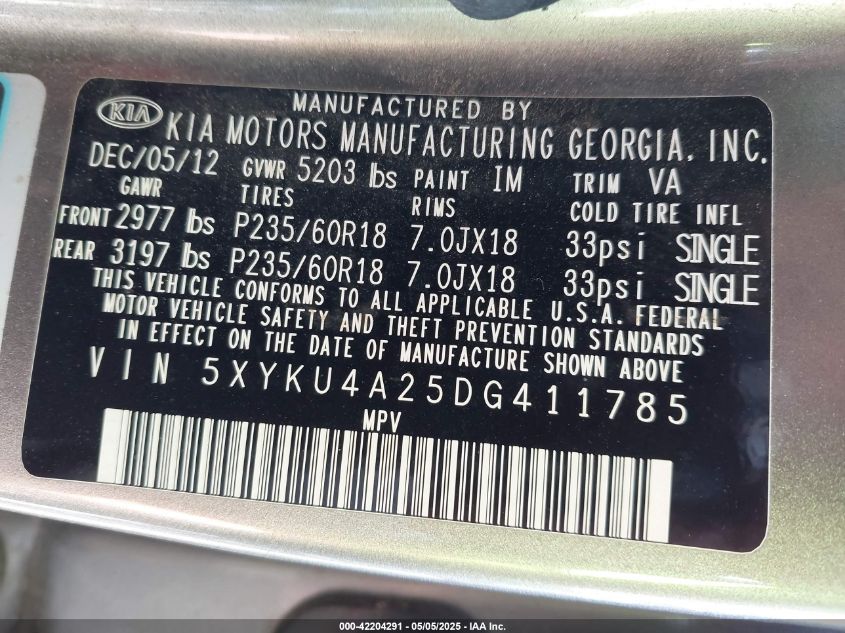 MANUFACTURED BY
KIA KIA MOTORS MANUFACTURING GEORGIA, INC.
DEC/05/12 GVWR 5203 lbs PAINT IM TRIM VA
GAWR TIRES RIMS COLD TIRE INFL
FRONT 2977 lbs P235/60R18 7.0JX18 33psi SINGLE
REAR 3197 lbs P235/60R18 7.0JX18 33psi SINGLE
THIS VEHICLE CONFORMS TO ALL APPLICABLE U.S.A. FEDERAL
MOTOR VEHICLE SAFETY AND THEFT PREVENTION STANDARDS
IN EFFECT ON THE DATE OF MANUFACTURE SHOWN ABOVE
VIN 5XYKU4A25DG411785
MPV
000-42204291 - 05/05/2025 - IAA Inc.